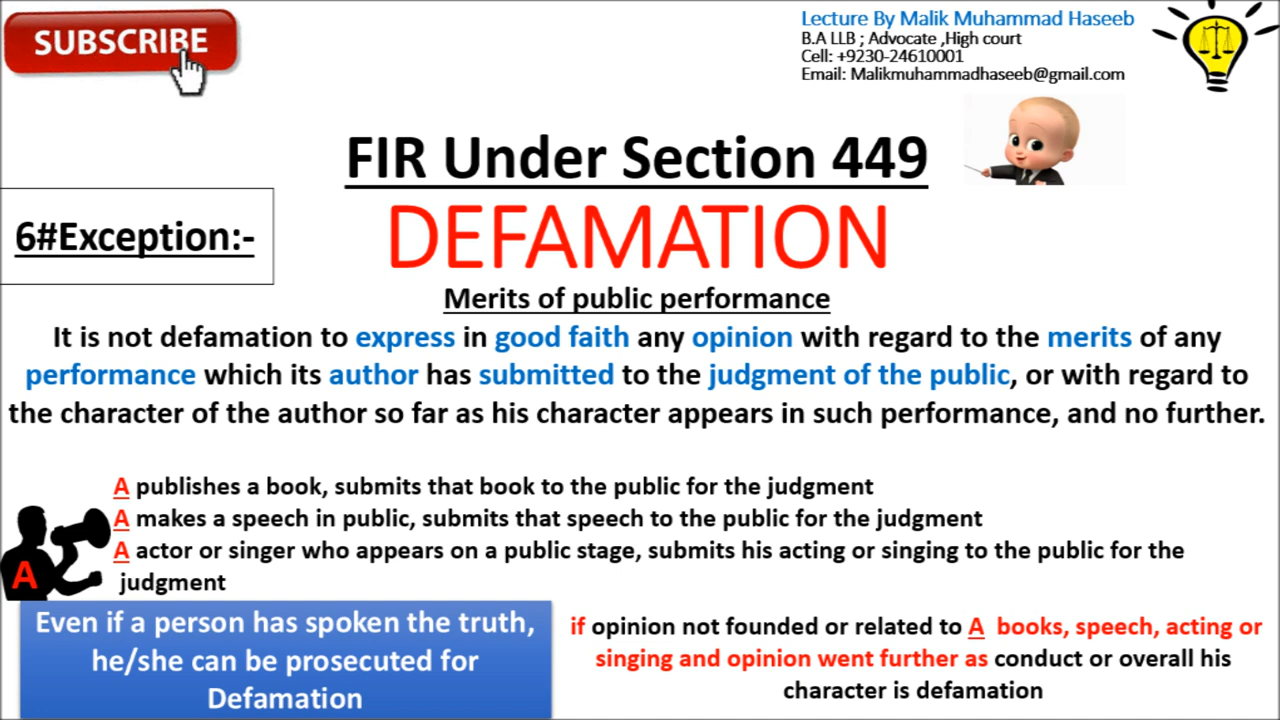 SUBSCRIBE
Lecture By Malik Muhammad Haseeb
B.A LLB ; Advocate ,High court
Cell: +9230-24610001
Email: Malikmuhammadhaseeb@gmail.com
FIR Under Section 449
6#Exception:-
DEFAMATION
Merits of public performance
It is not defamation to express in good faith any opinion with regard to the merits of any
performance which its author has submitted to the judgment of the public, or with regard to
the character of the author so far as his character appears in such performance, and no further.
A publishes a book, submits that book to the public for the judgment
A makes a speech in public, submits that speech to the public for the judgment
A actor or singer who appears on a public stage, submits his acting or singing to the public for the
judgment
A
Even if a person has spoken the truth,
he/she can be prosecuted for
Defamation
if opinion not founded or related to A books, speech, acting or
singing and opinion went further as conduct or overall his
character is defamation